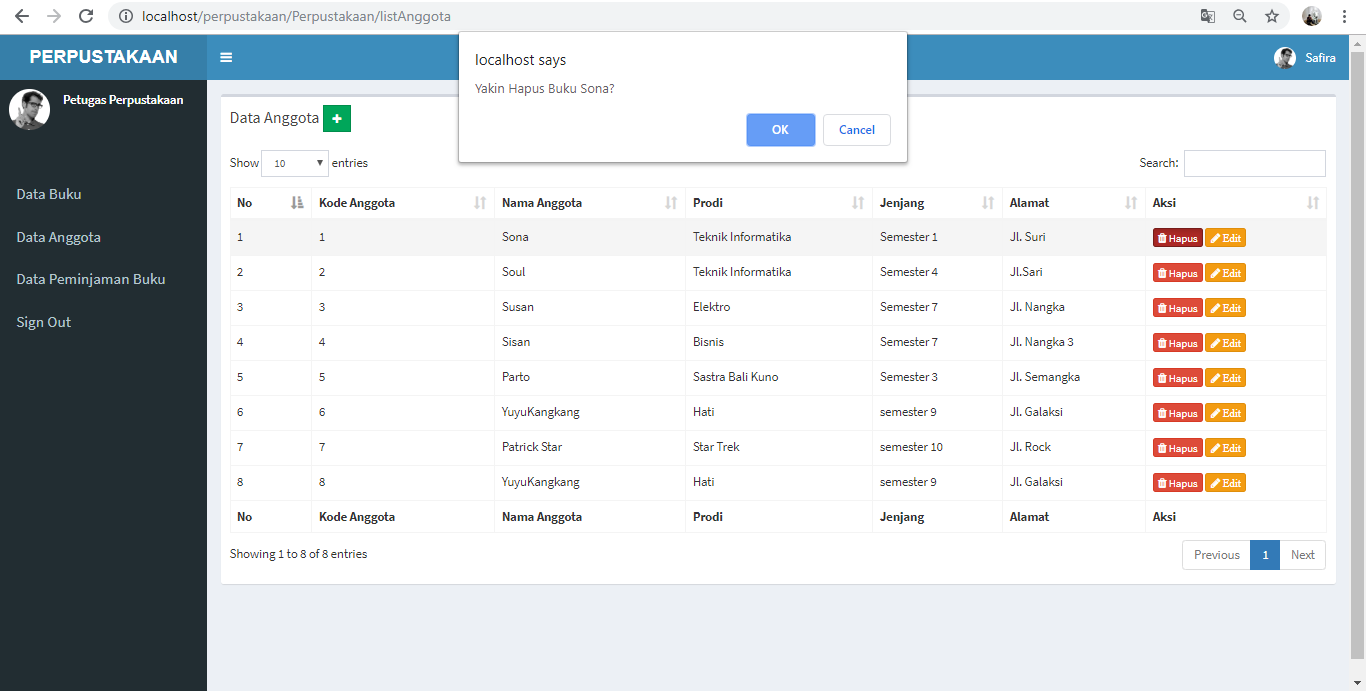 localhost/perpustakaan/Perpustakaan/listAnggota
PERPUSTAKAAN
Safira
localhost says
Yakin Hapus Buku Sona?
OK Cancel
Petugas Perpustakaan
Data Buku
Data Anggota
Data Peminjaman Buku
Sign Out
Data Anggota +
Show 10 entries Search:
No Kode Anggota Nama Anggota Prodi Jenjang Alamat Aksi
1 1 Sona Teknik Informatika Semester 1 Jl. Suri Hapus Edit
2 2 Soul Teknik Informatika Semester 4 Jl.Sari Hapus Edit
3 3 Susan Elektro Semester 7 Jl. Nangka Hapus Edit
4 4 Sisan Bisnis Semester 7 Jl. Nangka 3 Hapus Edit
5 5 Parto Sastra Bali Kuno Semester 3 Jl. Semangka Hapus Edit
6 6 YuyuKangkang Hati semester 9 Jl. Galaksi Hapus Edit
7 7 Patrick Star Star Trek semester 10 Jl. Rock Hapus Edit
8 8 YuyuKangkang Hati semester 9 Jl. Galaksi Hapus Edit
No Kode Anggota Nama Anggota Prodi Jenjang Alamat Aksi
Showing 1 to 8 of 8 entries Previous 1 Next